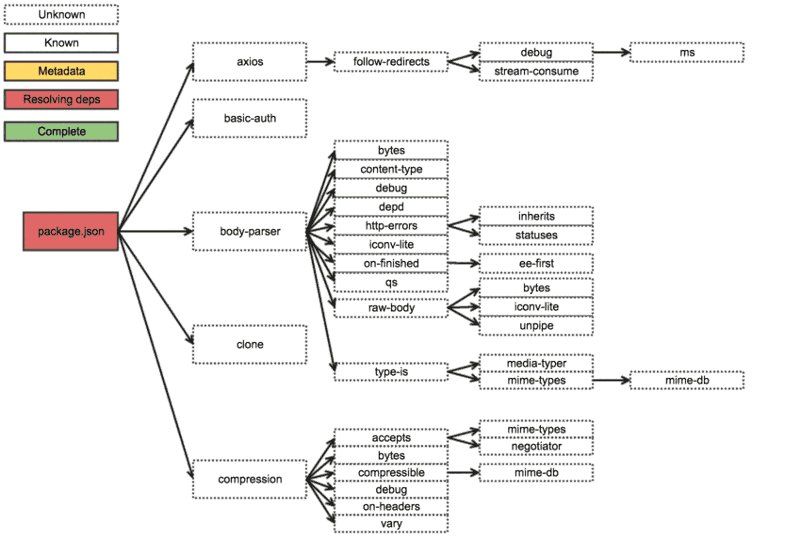 Unknown
Known
Metadata
Resolving deps
Complete
package.json
axios
basic-auth
body-parser
clone
compression
follow-redirects
debug
stream-consume
ms
bytes
content-type
debug
depd
http-errors
iconv-lite
on-finished
qs
raw-body
type-is
inherits
statuses
ee-first
bytes
iconv-lite
unpipe
media-typer
mime-types
mime-db
accepts
bytes
compressible
debug
on-headers
vary
mime-types
negotiator
mime-db